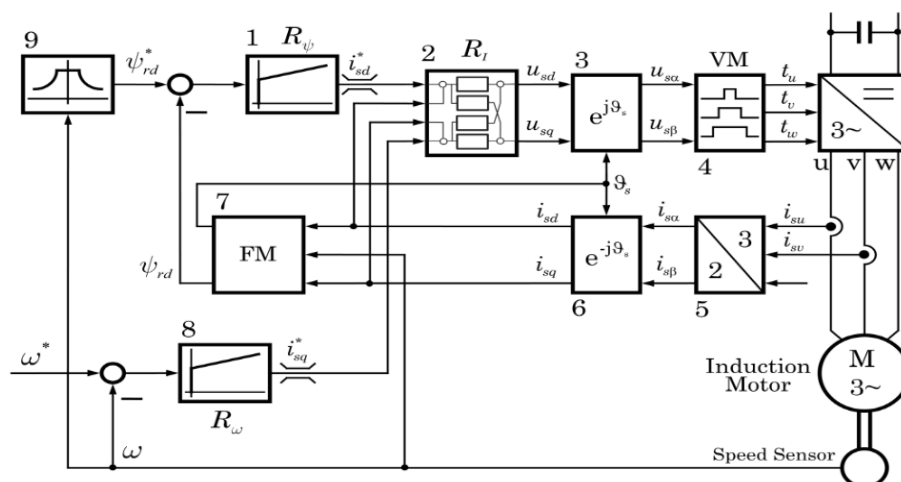 9
ψ*rd
1
Rψ
i*sd
2
RI
usd
usq
3
e^jϑs
usα
usβ
VM
4
tu
tv
tw
3~
u
v
w
ϑs
7
FM
ψrd
isd
isq
e^-jϑs
6
isα
isβ
3
2
5
isu
isv
8
i*sq
Rω
ω*
ω
Induction
Motor
M
3~
Speed Sensor